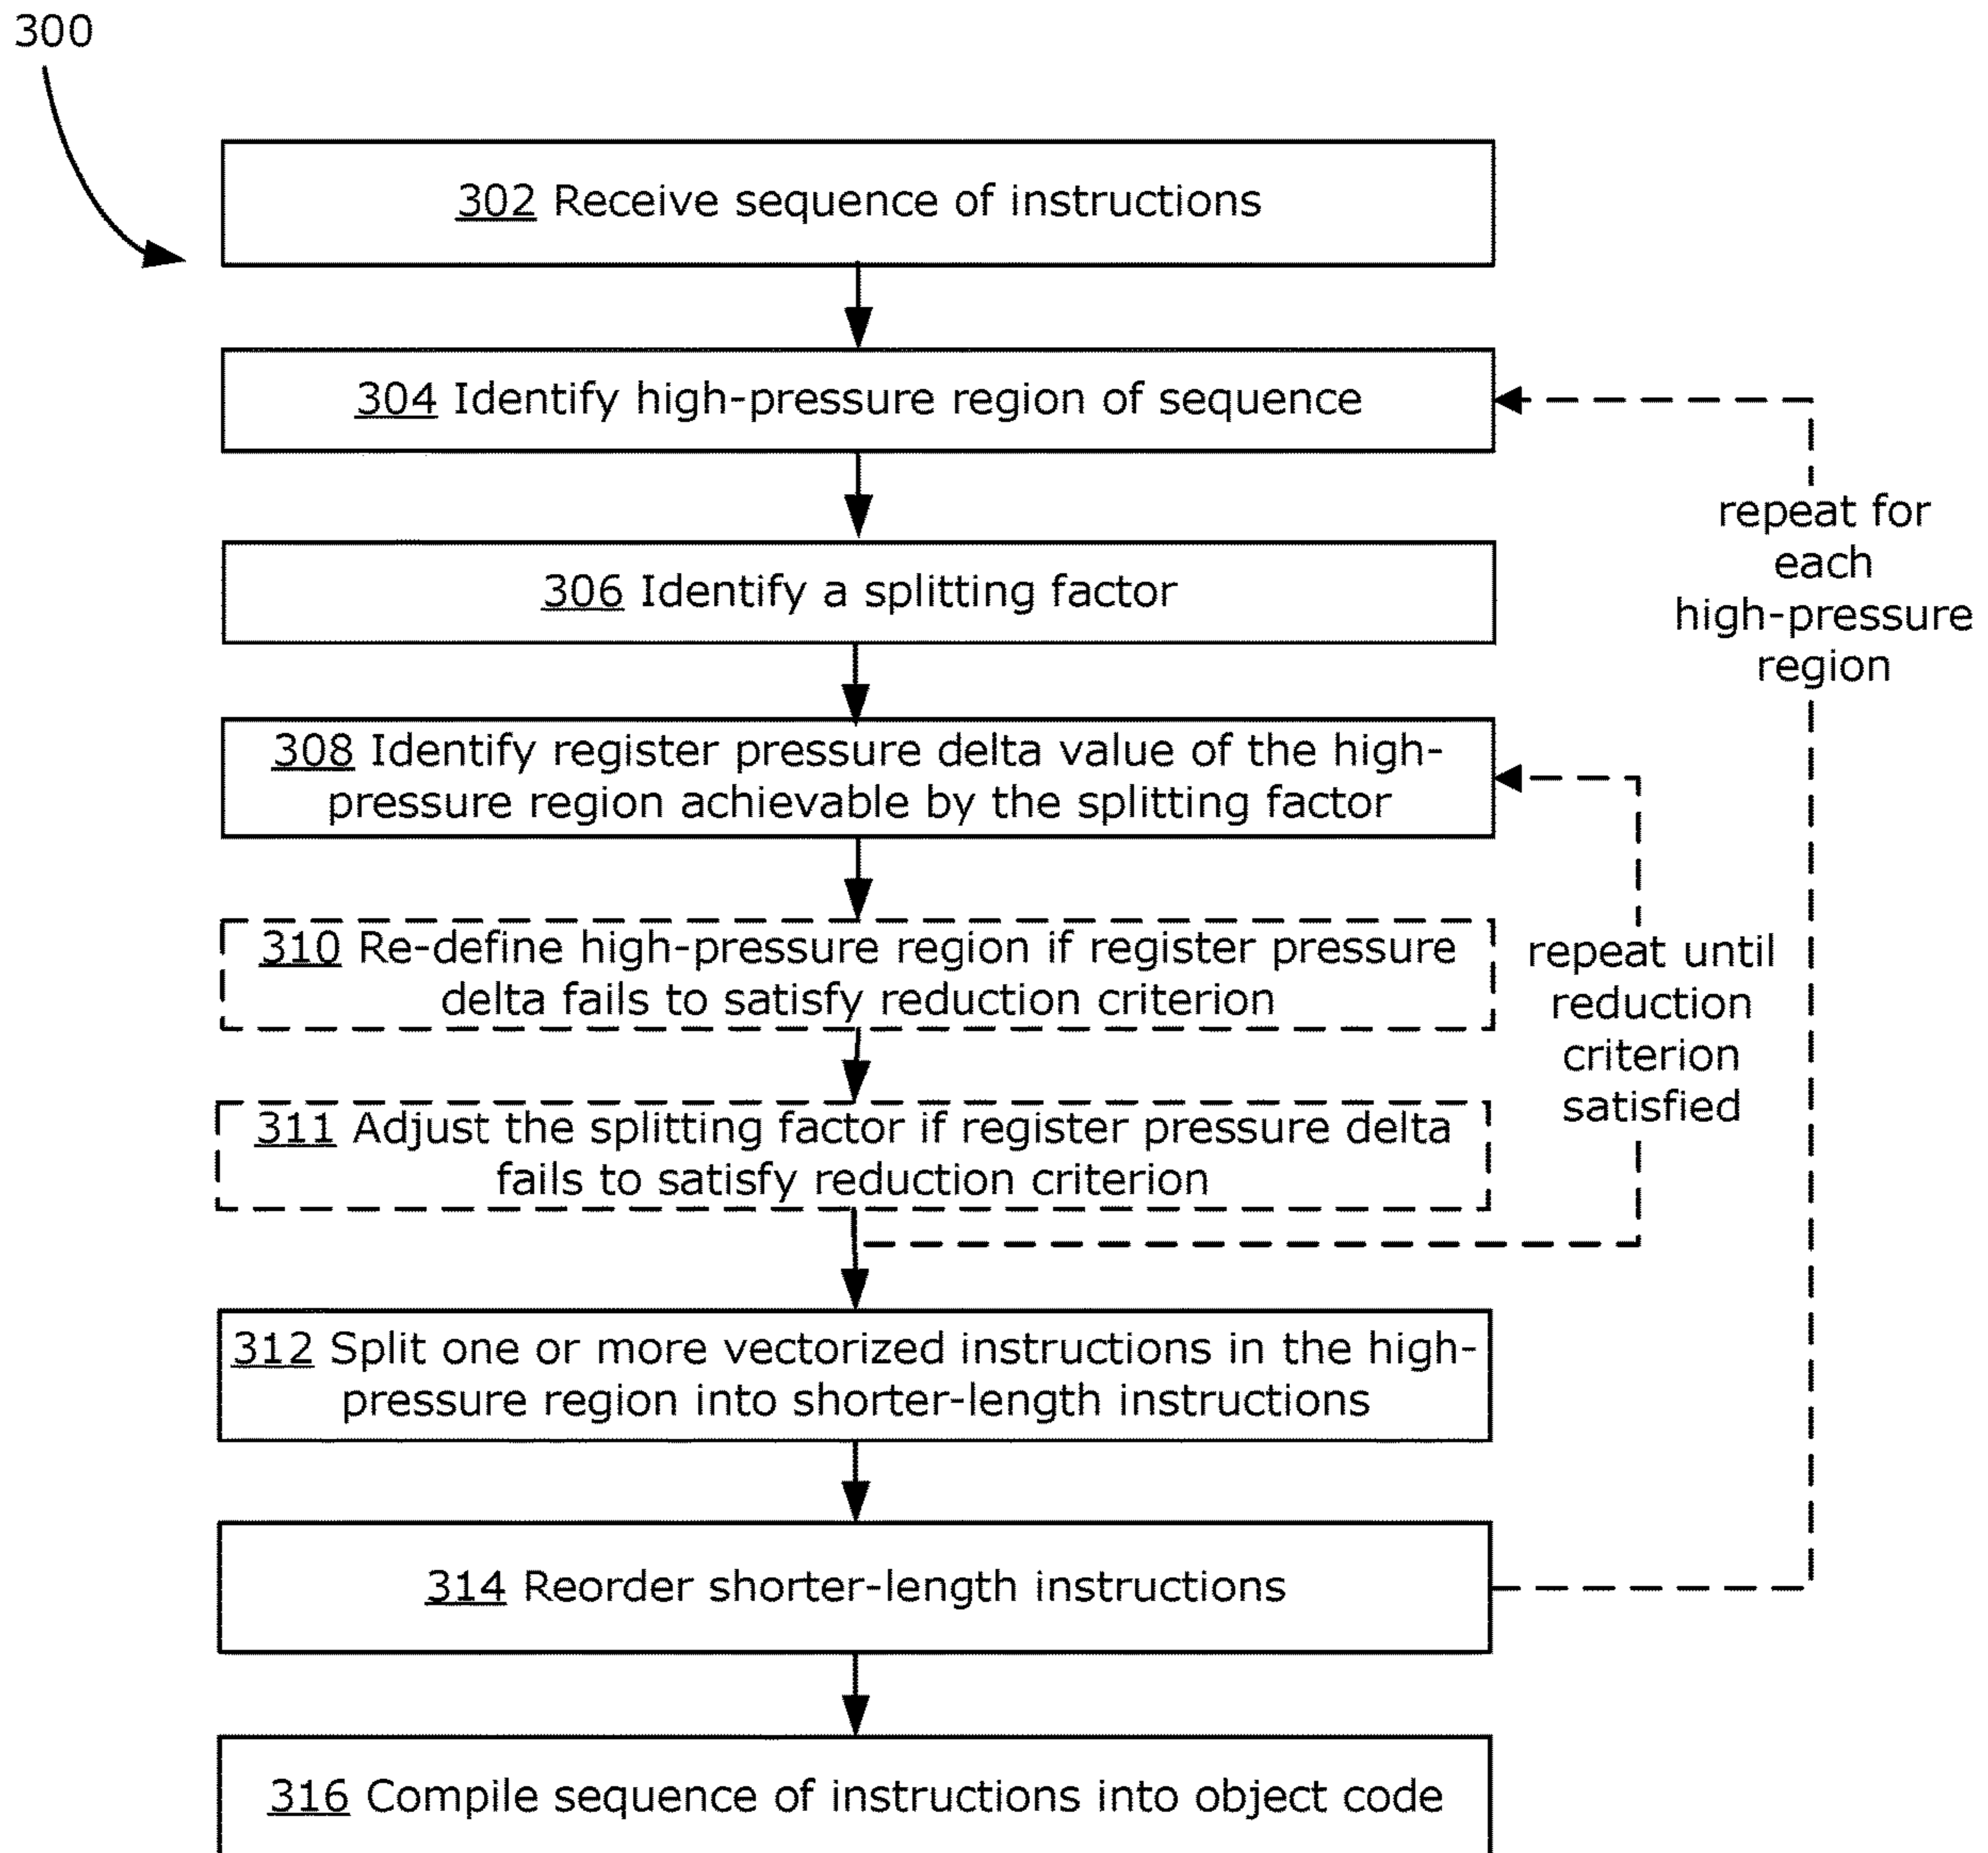 300
302 Receive sequence of instructions
304 Identify high-pressure region of sequence
repeat for
each
high-pressure
region
306 Identify a splitting factor
308 Identify register pressure delta value of the high-
pressure region achievable by the splitting factor
310 Re-define high-pressure region if register pressure
delta fails to satisfy reduction criterion
repeat until
reduction
criterion
satisfied
311 Adjust the splitting factor if register pressure delta
fails to satisfy reduction criterion
312 Split one or more vectorized instructions in the high-
pressure region into shorter-length instructions
314 Reorder shorter-length instructions
316 Compile sequence of instructions into object code